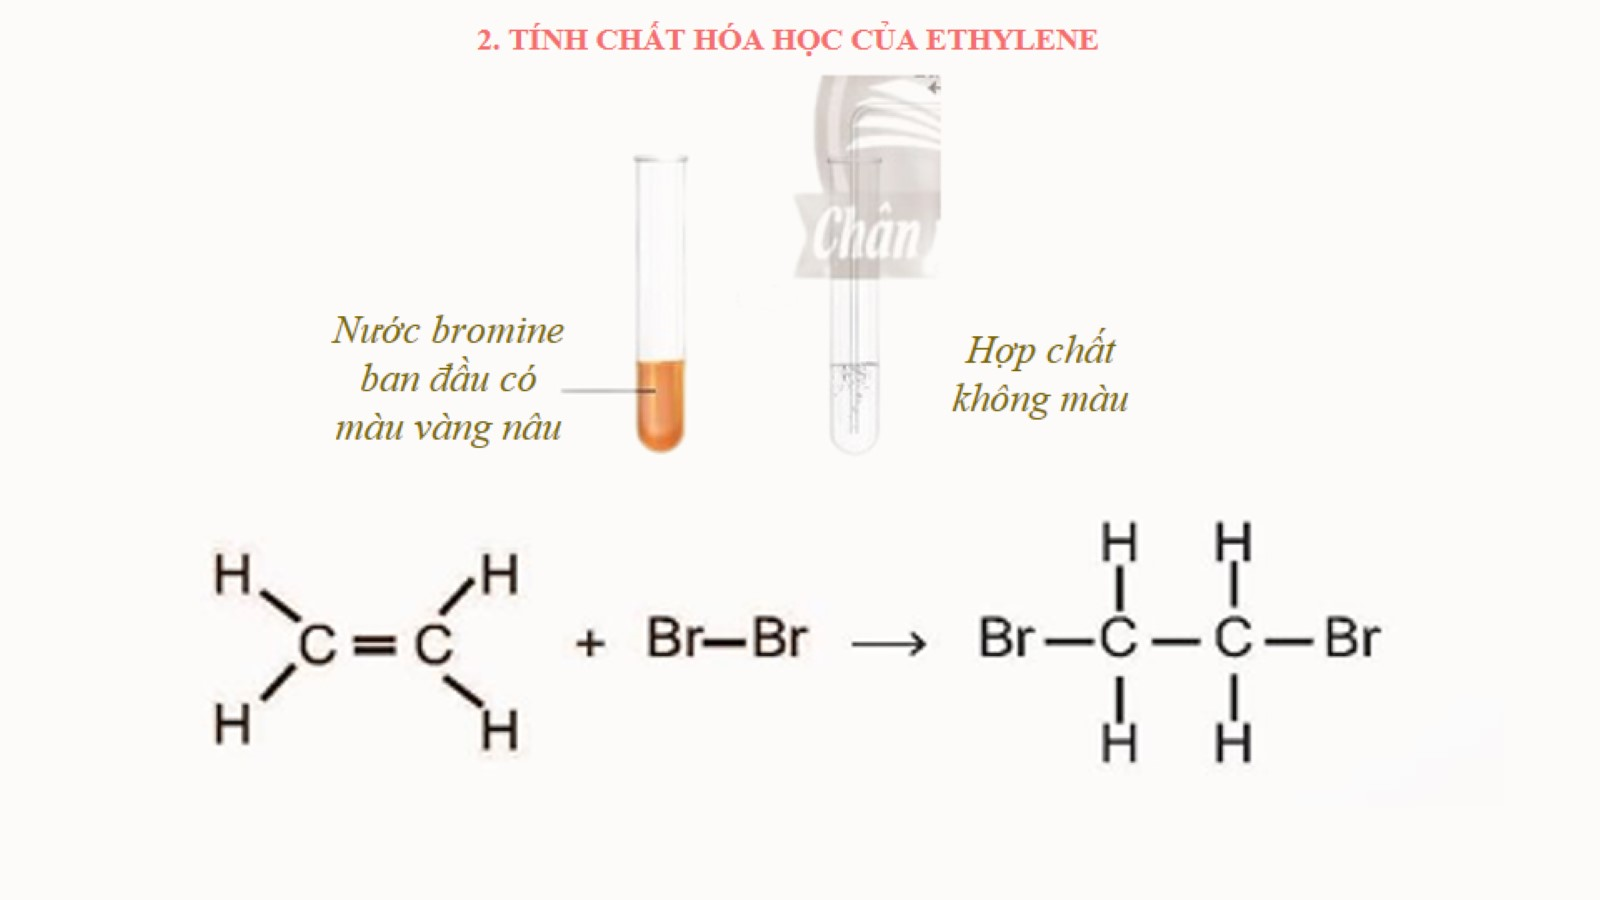 2. TÍNH CHẤT HÓA HỌC CỦA ETHYLENE
Chân
Nước bromine
ban đầu có
màu vàng nâu
Hợp chất
không màu
H H
C = C
H H
+ Br—Br →
H H
Br — C — C — Br
H H